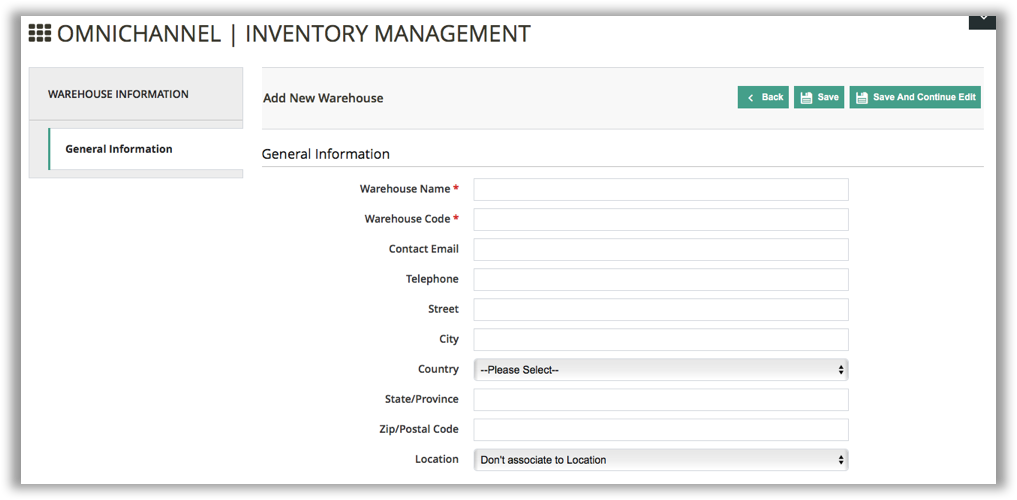 OMNICHANNEL | INVENTORY MANAGEMENT
WAREHOUSE INFORMATION
General Information
Add New Warehouse
Back
Save
Save And Continue Edit
General Information
Warehouse Name *
Warehouse Code *
Contact Email
Telephone
Street
City
Country
--Please Select--
State/Province
Zip/Postal Code
Location
Don't associate to Location